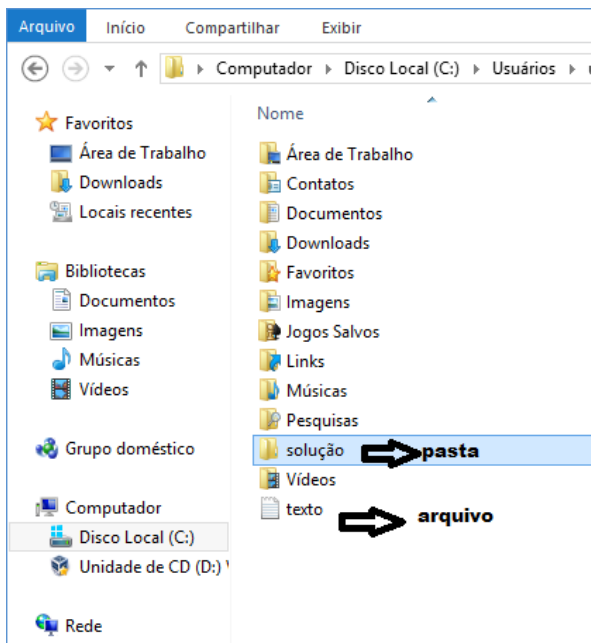 Arquivo Início Compartilhar Exibir
Computador Disco Local (C:) Usuários
Favoritos
Área de Trabalho
Downloads
Locais recentes
Bibliotecas
Documentos
Imagens
Músicas
Vídeos
Grupo doméstico
Computador
Disco Local (C:)
Unidade de CD (D:)
Rede
Nome
Área de Trabalho
Contatos
Documentos
Downloads
Favoritos
Imagens
Jogos Salvos
Links
Músicas
Pesquisas
solução pasta
Vídeos
texto arquivo